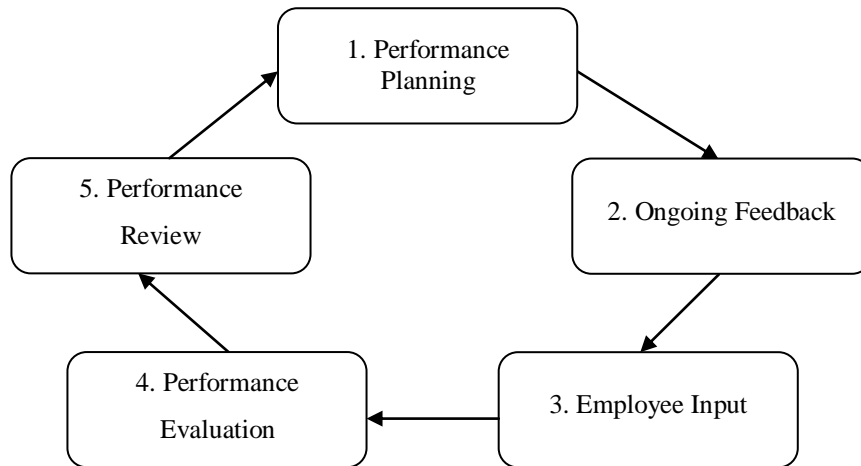 1. Performance
Planning
2. Ongoing Feedback
3. Employee Input
4. Performance
Evaluation
5. Performance
Review